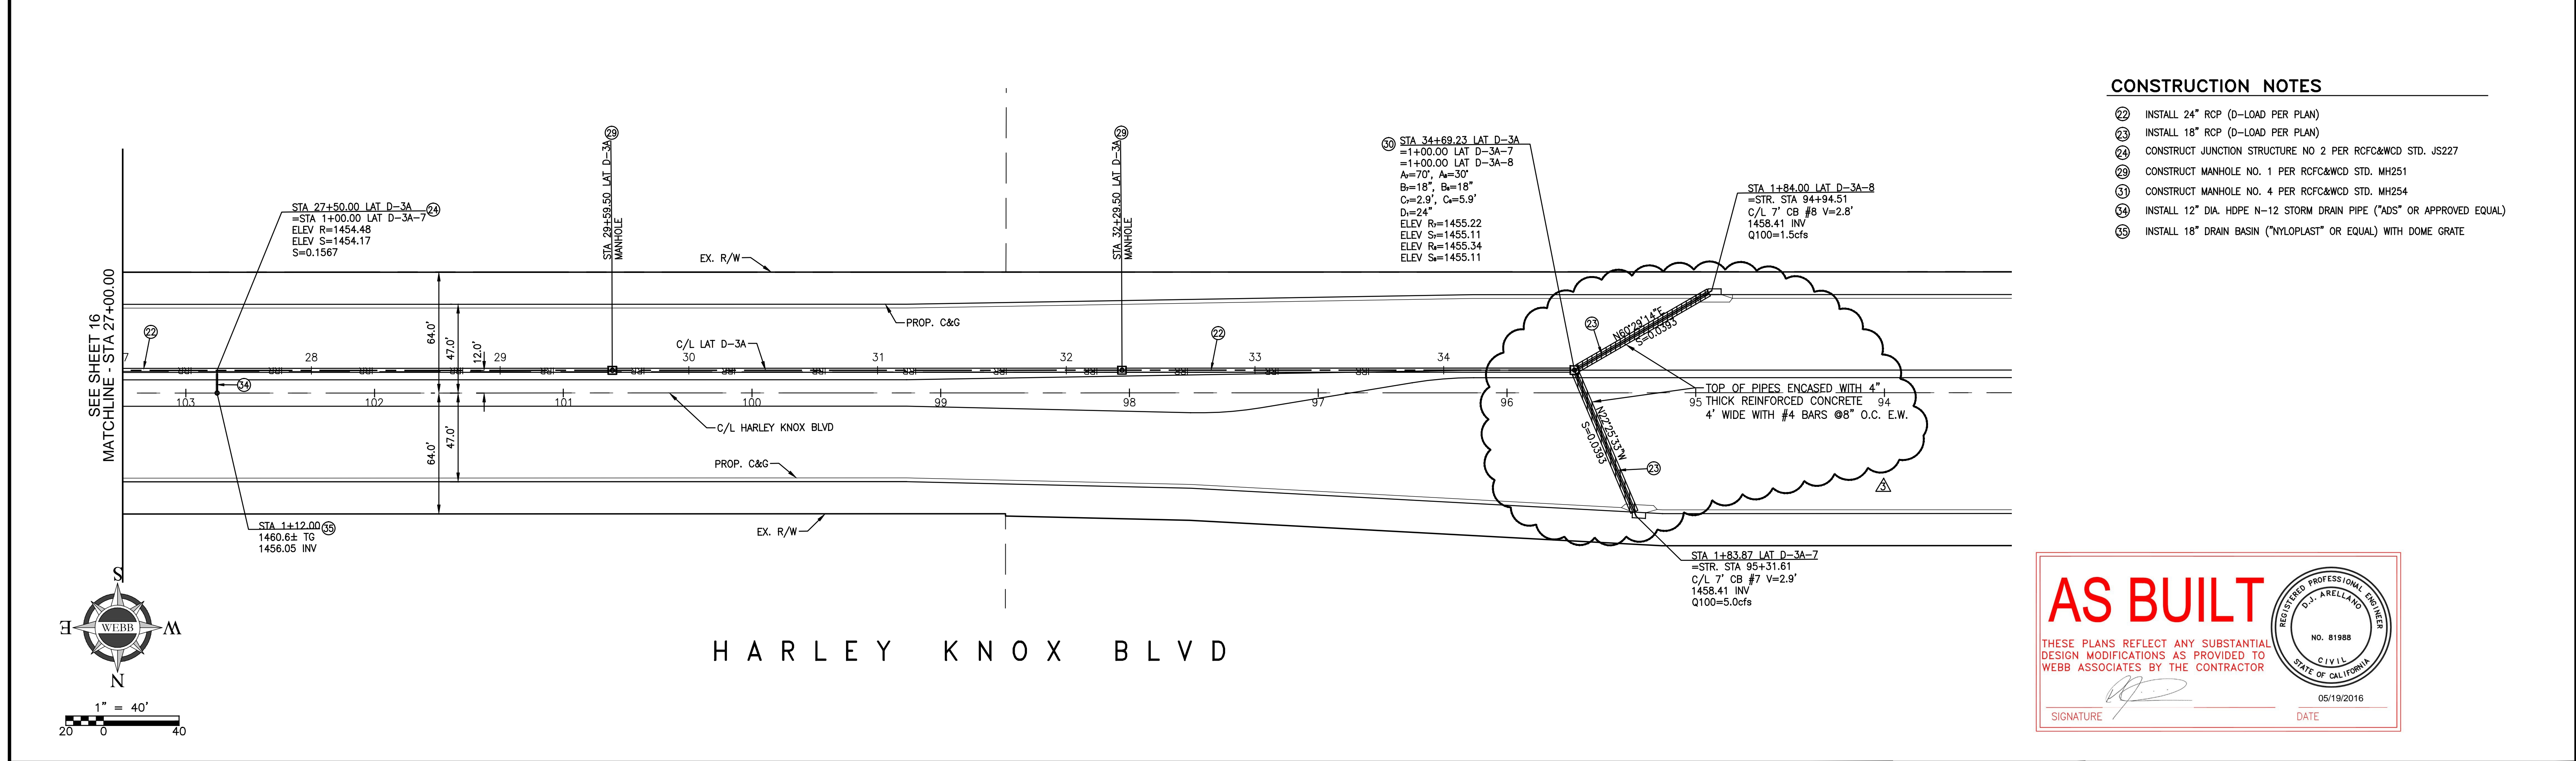 CONSTRUCTION NOTES
22 INSTALL 24" RCP (D-LOAD PER PLAN)
23 INSTALL 18" RCP (D-LOAD PER PLAN)
24 CONSTRUCT JUNCTION STRUCTURE NO 2 PER RCFC&WCD STD. JS227
29 CONSTRUCT MANHOLE NO. 1 PER RCFC&WCD STD. MH251
31 CONSTRUCT MANHOLE NO. 4 PER RCFC&WCD STD. MH254
34 INSTALL 12" DIA. HDPE N-12 STORM DRAIN PIPE ("ADS" OR APPROVED EQUAL)
35 INSTALL 18" DRAIN BASIN ("NYLOPLAST" OR EQUAL) WITH DOME GRATE
SEE SHEET 16
MATCHLINE - STA 27+00.00
STA 27+50.00 LAT D-3A 24
=STA 1+00.00 LAT D-3A-7
ELEV R=1454.48
ELEV S=1454.17
S=0.1567
29
STA 29+59.50 LAT D-3A
MANHOLE
29
STA 32+29.50 LAT D-3A
MANHOLE
30 STA 34+69.23 LAT D-3A
=1+00.00 LAT D-3A-7
=1+00.00 LAT D-3A-8
A7=70°, A8=30°
B7=18", B8=18"
C7=2.9', C8=5.9'
D1=24"
ELEV R7=1455.22
ELEV S7=1455.11
ELEV R8=1455.34
ELEV S8=1455.11
STA 1+84.00 LAT D-3A-8
=STR. STA 94+94.51
C/L 7' CB #8 V=2.8'
1458.41 INV
Q100=1.5cfs
EX. R/W
PROP. C&G
C/L LAT D-3A
22
22
7 28 29 30 31 32 33 34
64.0'
47.0'
12.0'
34
103 102 101 100 99 98 97 96 95 94
64.0'
47.0'
C/L HARLEY KNOX BLVD
PROP. C&G
EX. R/W
23
N60°29'14"E
S=0.0393
TOP OF PIPES ENCASED WITH 4"
THICK REINFORCED CONCRETE
4' WIDE WITH #4 BARS @8" O.C. E.W.
N22°25'33"W
S=0.0393
23
3
STA 1+12.00 35
1460.6± TG
1456.05 INV
STA 1+83.87 LAT D-3A-7
=STR. STA 95+31.61
C/L 7' CB #7 V=2.9'
1458.41 INV
Q100=5.0cfs
S
E WEBB W
N
1" = 40'
20 0 40
HARLEY KNOX BLVD
AS BUILT
THESE PLANS REFLECT ANY SUBSTANTIAL
DESIGN MODIFICATIONS AS PROVIDED TO
WEBB ASSOCIATES BY THE CONTRACTOR
SIGNATURE
05/19/2016
DATE
REGISTERED PROFESSIONAL ENGINEER
D.J. ARELLANO
NO. 81988
CIVIL
STATE OF CALIFORNIA